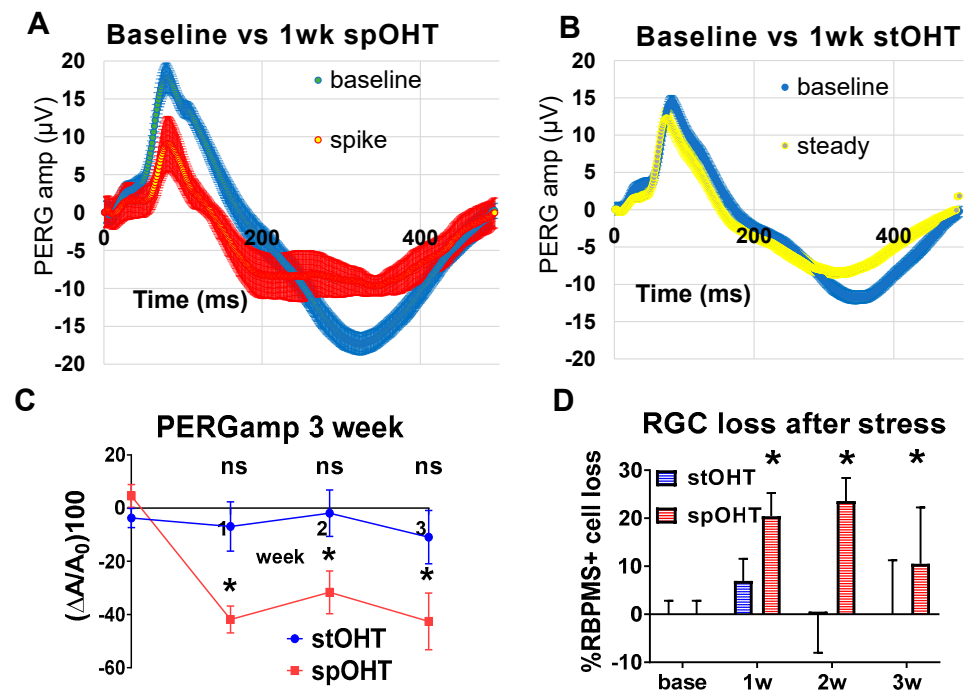 A
Baseline vs 1wk spOHT
20
15
10
5
0
-5
-10
-15
-20
PERG amp (µV)
baseline
spike
0
200
400
Time (ms)
B
Baseline vs 1wk stOHT
20
15
10
5
0
-5
-10
-15
-20
PERG amp (µV)
baseline
steady
0
200
400
Time (ms)
C
PERGamp 3 week
ns
ns
ns
0
-20
-40
-60
(ΔA/A₀)100
1
2
3
week
*
*
*
stOHT
spOHT
D
RGC loss after stress
*
*
*
30
20
10
0
-10
%RBPMS+ cell loss
stOHT
spOHT
base
1w
2w
3w